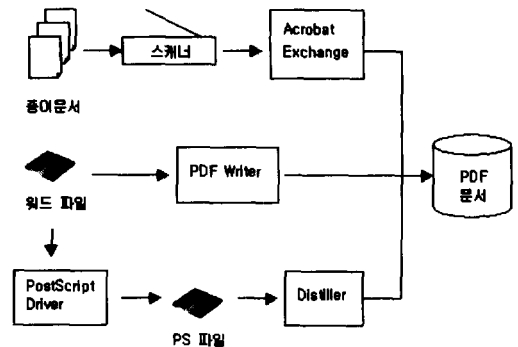 스캐너
Acrobat
Exchange
종이문서
PDF Writer
PDF
문서
워드 파일
PostScript
Driver
Distiller
PS 파일